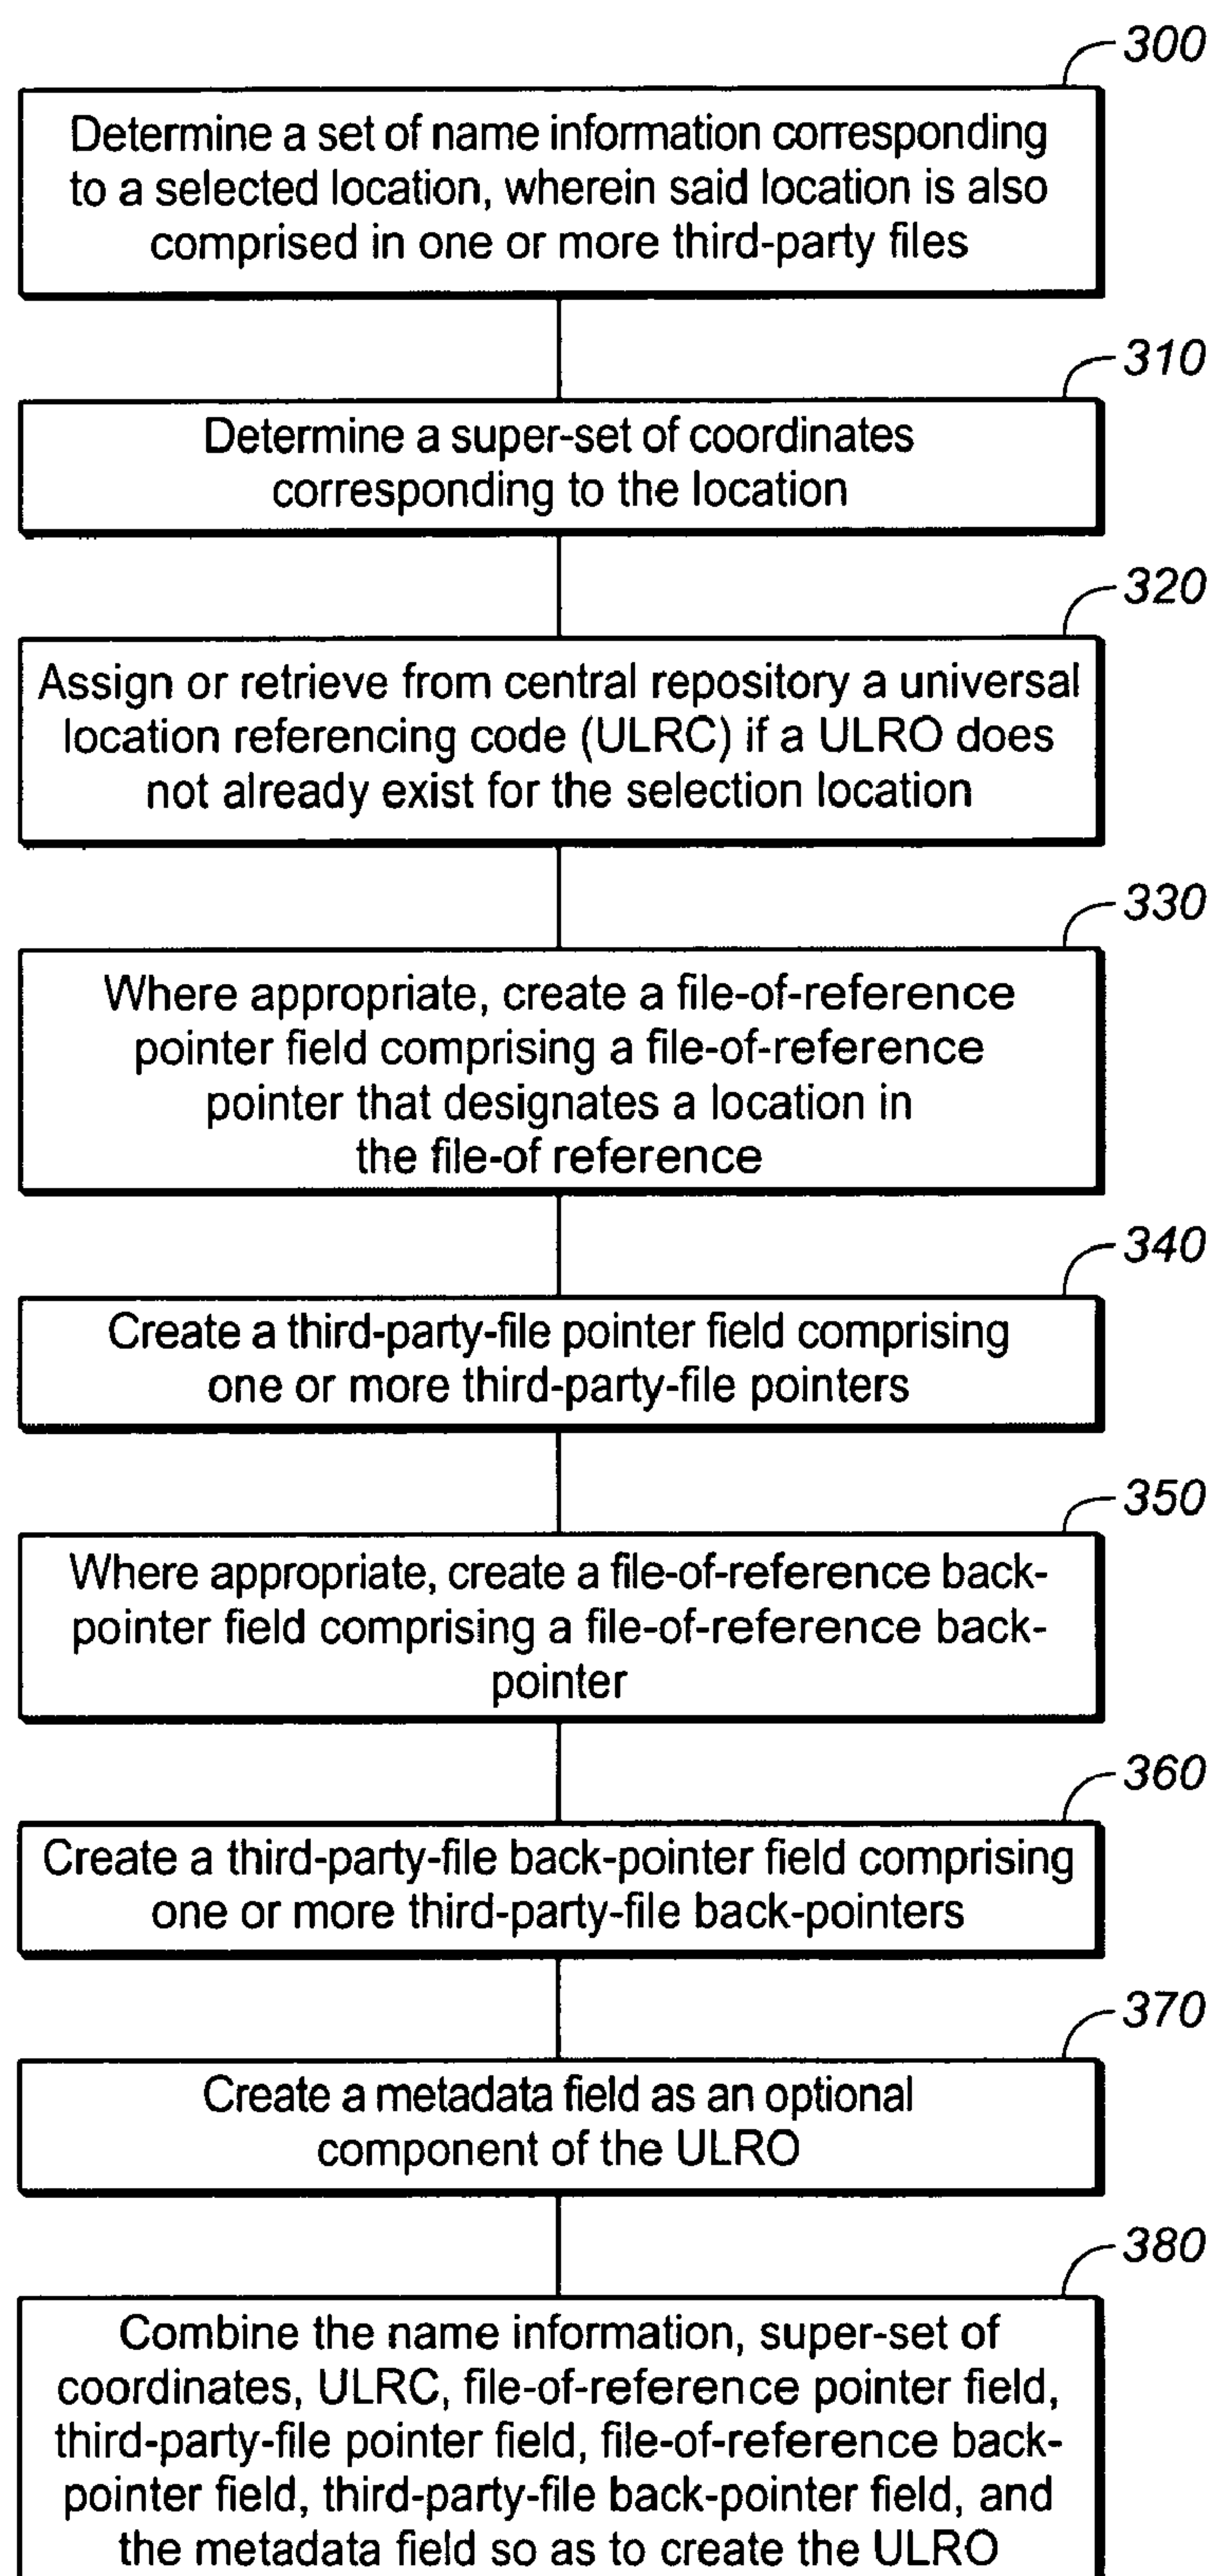 300
Determine a set of name information corresponding
to a selected location, wherein said location is also
comprised in one or more third-party files
310
Determine a super-set of coordinates
corresponding to the location
320
Assign or retrieve from central repository a universal
location referencing code (ULRC) if a ULRO does
not already exist for the selection location
330
Where appropriate, create a file-of-reference
pointer field comprising a file-of-reference
pointer that designates a location in
the file-of reference
340
Create a third-party-file pointer field comprising
one or more third-party-file pointers
350
Where appropriate, create a file-of-reference back-
pointer field comprising a file-of-reference back-
pointer
360
Create a third-party-file back-pointer field comprising
one or more third-party-file back-pointers
370
Create a metadata field as an optional
component of the ULRO
380
Combine the name information, super-set of
coordinates, ULRC, file-of-reference pointer field,
third-party-file pointer field, file-of-reference back-
pointer field, third-party-file back-pointer field, and
the metadata field so as to create the ULRO